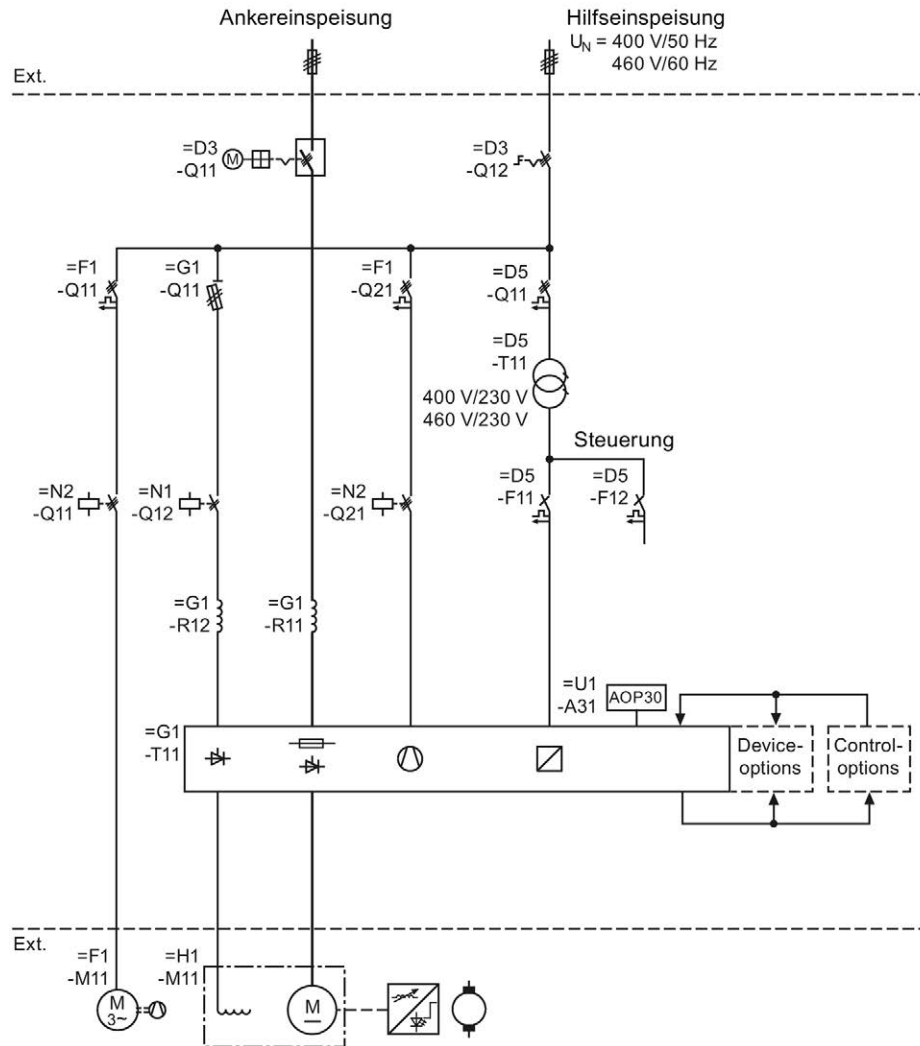 Ankereinspeisung
Hilfseinspeisung
U_N = 400 V/50 Hz
460 V/60 Hz
Ext.
=D3
-Q11
M
=D3
-Q12
=F1
-Q11
=G1
-Q11
=F1
-Q21
=D5
-Q11
=D5
-T11
400 V/230 V
460 V/230 V
Steuerung
=N2
-Q11
=N1
-Q12
=N2
-Q21
=D5
-F11
=D5
-F12
=G1
-R12
=G1
-R11
=U1
-A31
AOP30
=G1
-T11
Device-
options
Control-
options
Ext.
=F1
-M11
=H1
-M11
M
3~
M